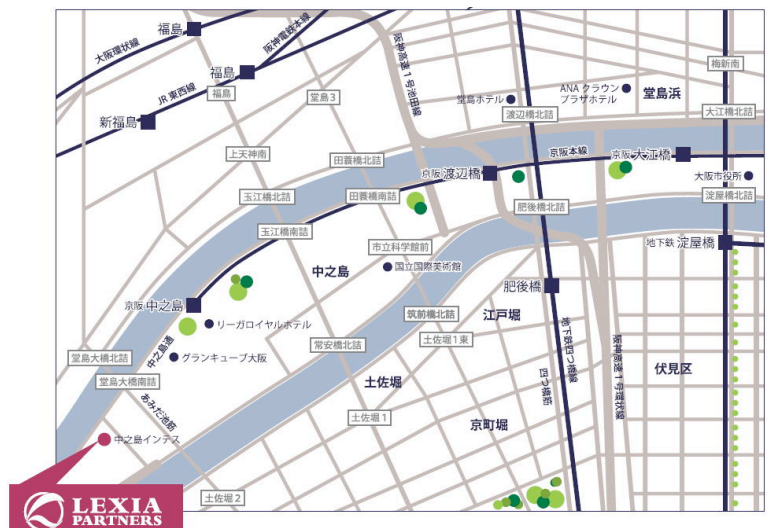 福島
大阪環状線
阪神電鉄本線
福島
JR東西線
福島
新福島
堂島3
阪神高速1号池田線
堂島ホテル
ANA クラウン
プラザホテル
堂島浜
梅新南
渡辺橋北詰
大江橋北詰
上天神南
田蓑橋北詰
京阪 渡辺橋
京阪本線
京阪 大江橋
大阪市役所
玉江橋北詰
田蓑橋南詰
肥後橋北詰
淀屋橋北詰
玉江橋南詰
市立科学館前
地下鉄 淀屋橋
中之島
国立国際美術館
肥後橋
京阪 中之島
リーガロイヤルホテル
筑前橋北詰
江戸堀
土佐堀1東
地下鉄四つ橋線
四つ橋筋
阪神高速1号環状線
常安橋北詰
中之島通
堂島大橋北詰
グランキューブ大阪
堂島大橋南詰
土佐堀
伏見区
あみだ池筋
土佐堀1
京町堀
中之島インテス
土佐堀2
LEXIA
PARTNERS